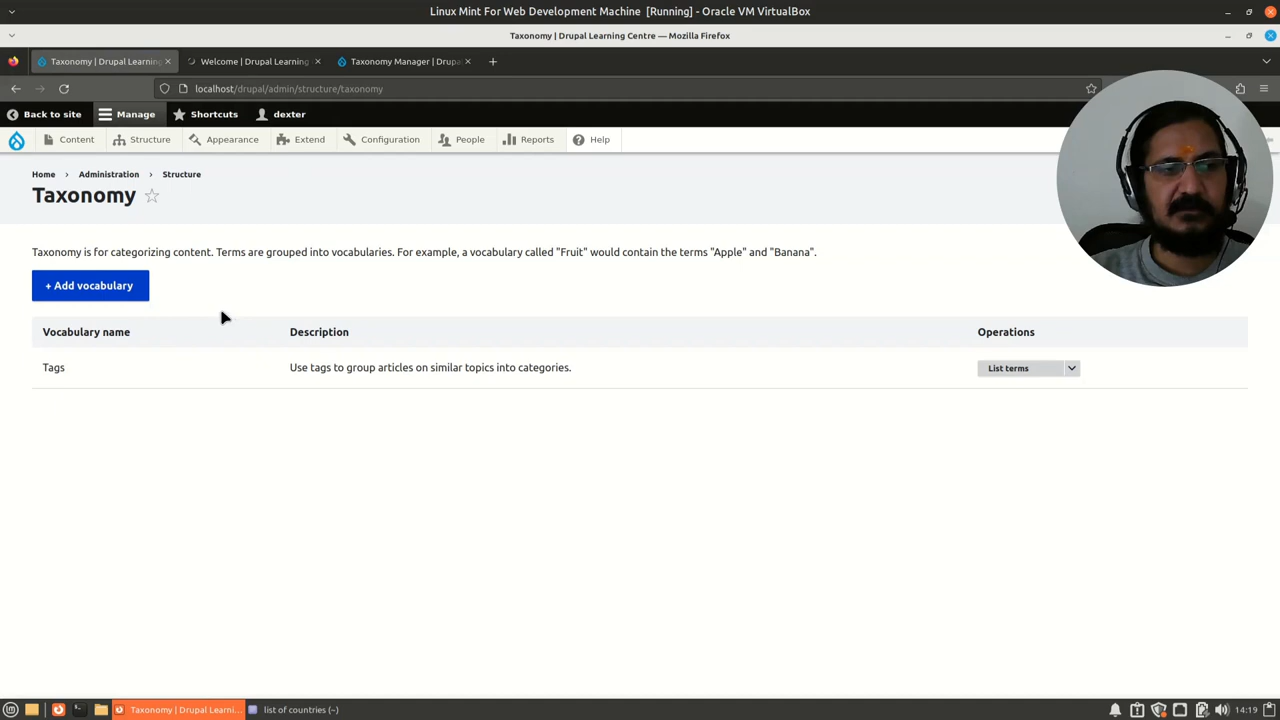 Linux Mint For Web Development Machine [Running] - Oracle VM VirtualBox
Taxonomy | Drupal Learning Centre — Mozilla Firefox
Taxonomy | Drupal Learning
Welcome | Drupal Learning
Taxonomy Manager | Drupa
localhost/drupal/admin/structure/taxonomy
Back to site
Manage
Shortcuts
dexter
Content
Structure
Appearance
Extend
Configuration
People
Reports
Help
Home › Administration › Structure
Taxonomy
Taxonomy is for categorizing content. Terms are grouped into vocabularies. For example, a vocabulary called "Fruit" would contain the terms "Apple" and "Banana".
+ Add vocabulary
Vocabulary name Description Operations
Tags Use tags to group articles on similar topics into categories. List terms
Taxonomy | Drupal Learni...
list of countries (~)
14:19